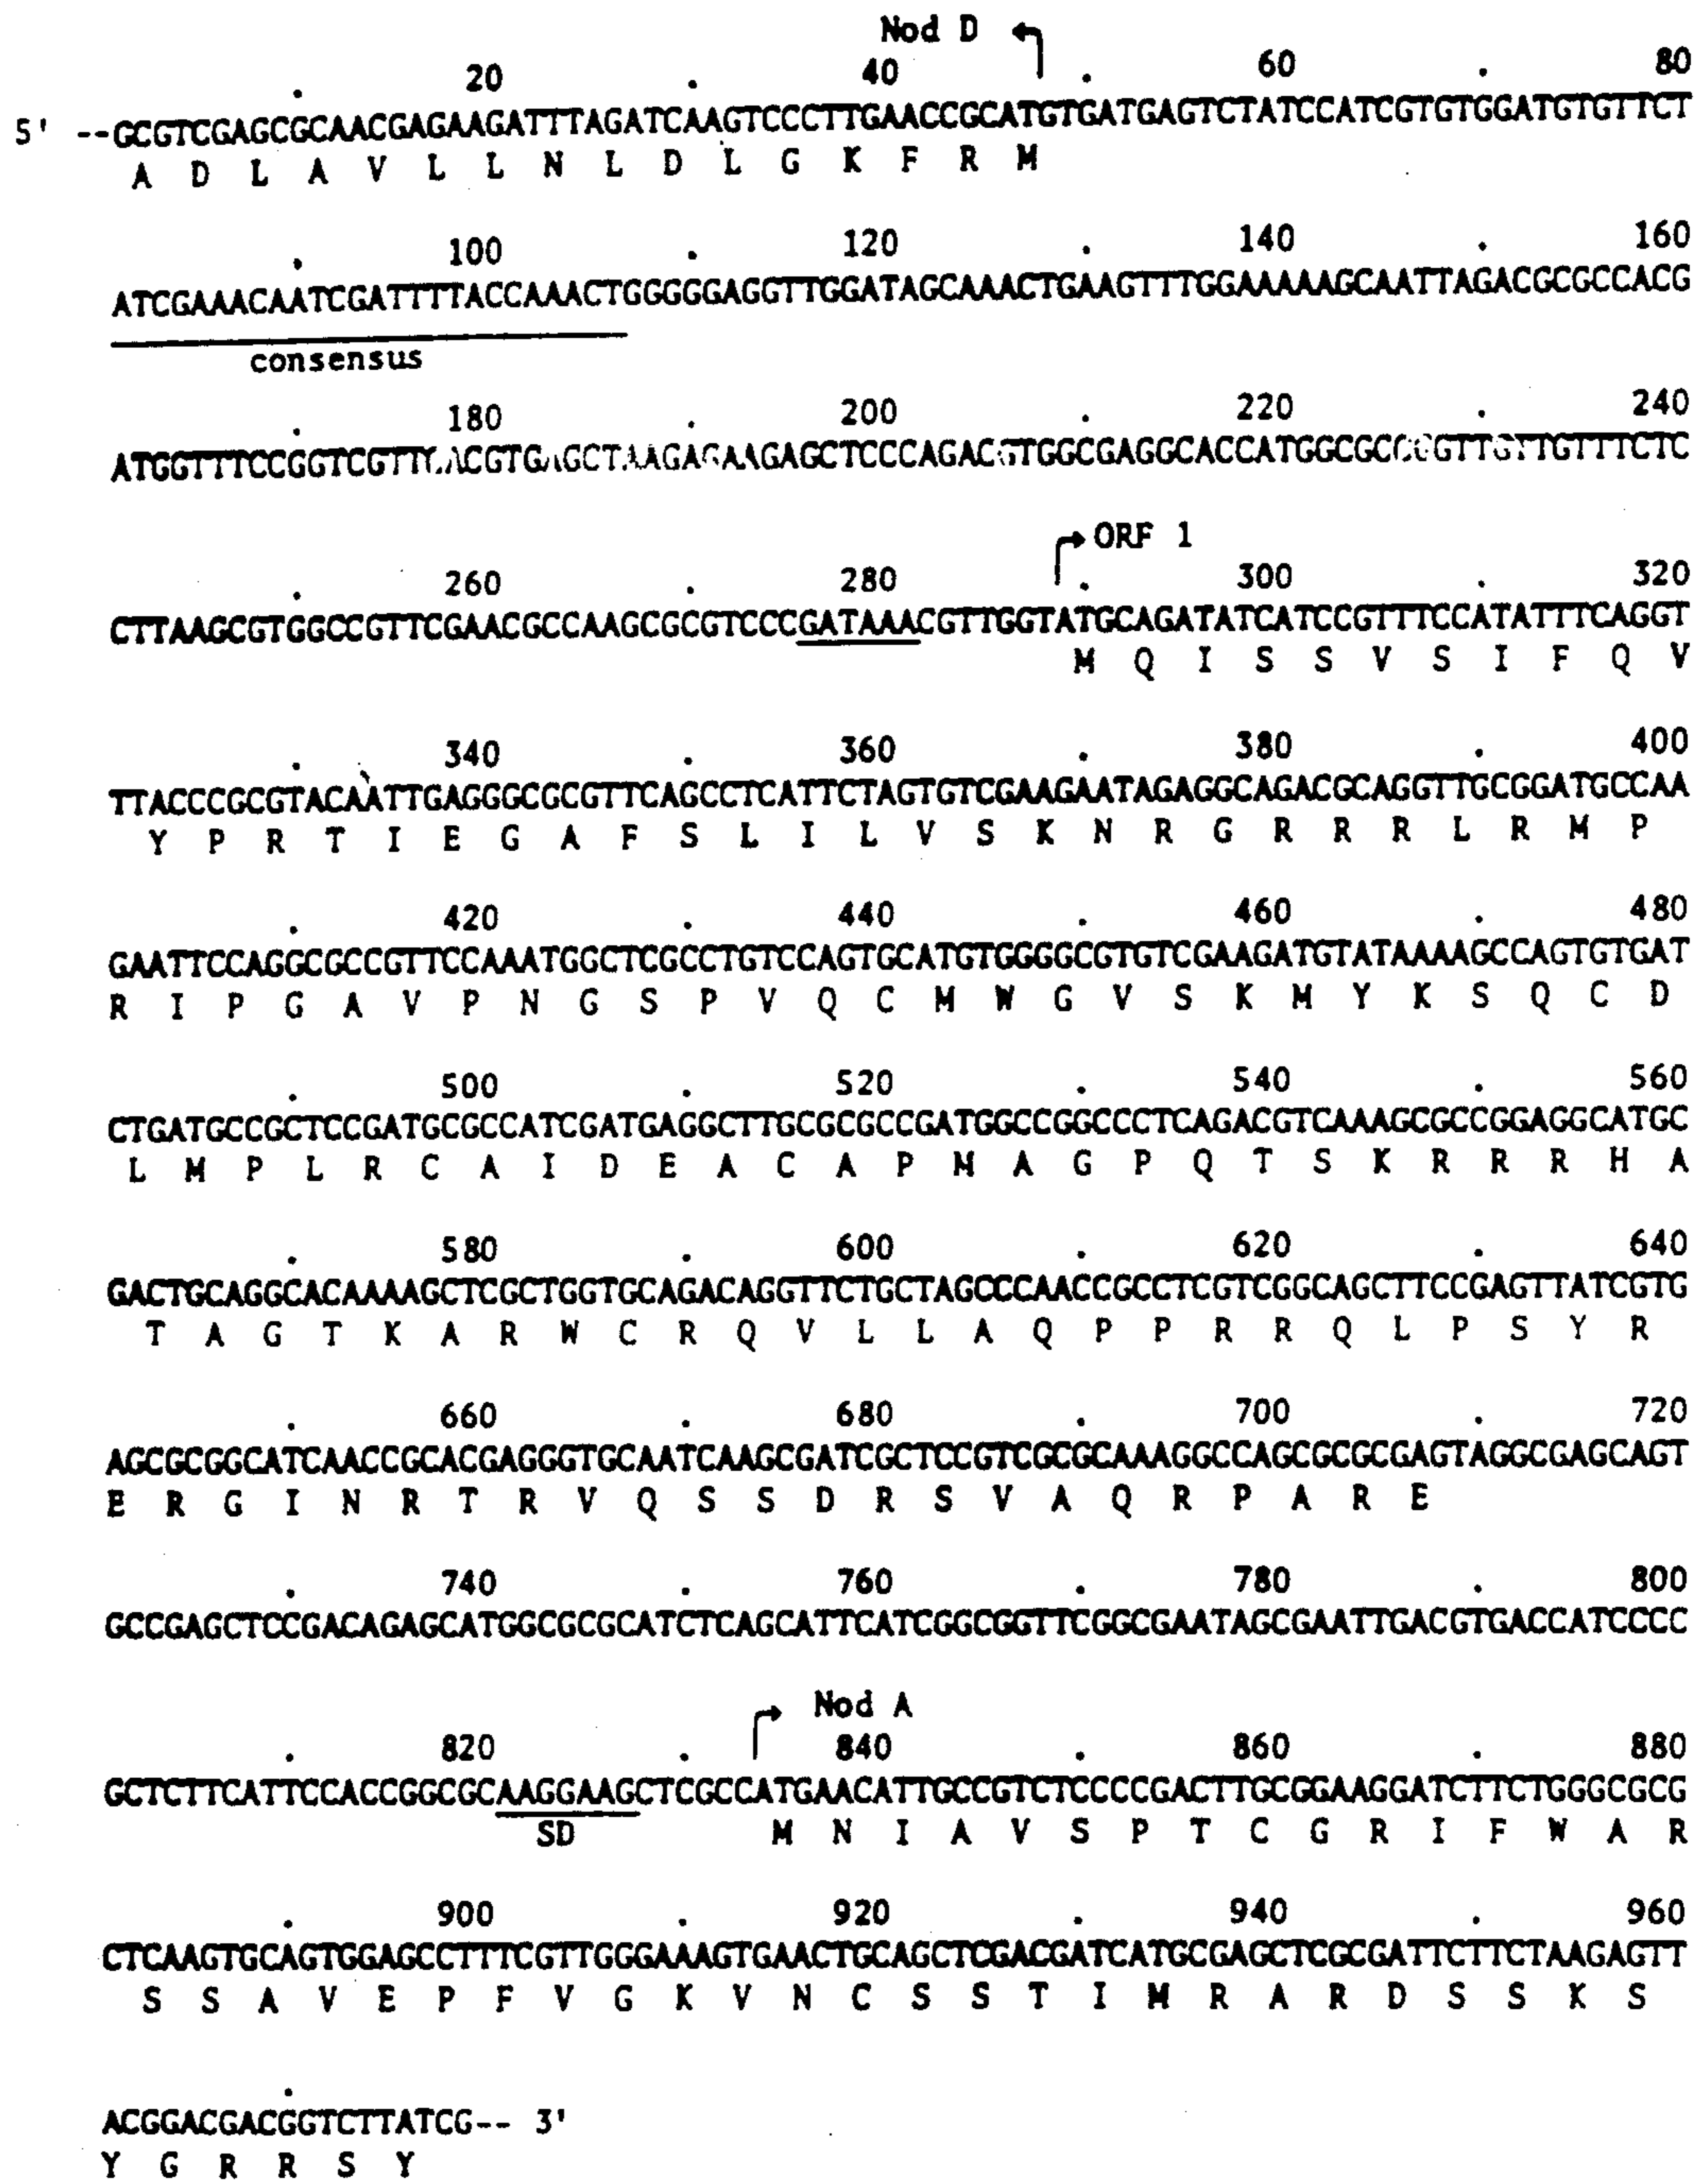 Nod D
20 40 60 80
5' --GCGTCGAGCGCAACGAGAAGATTTAGATCAAGTCCCTTGAACCGCATGTGATGAGTCTATCCATCGTGTGGATGTGTTCT
A D L A V L L N L D L G K F R M
100 120 140 160
ATCGAAACAATCGATTTTACCAAACTGGGGGAGGTTGGATAGCAAACTGAAGTTTGGAAAAAGCAATTAGACGCGCCACG
consensus
180 200 220 240
ORF 1
260 280 300 320
CTTAAGCGTGGCCGTTCGAACGCCAAGCGCGTCCCGATAAACGTTGGTATGCAGATATCATCCGTTTCCATATTTCAGGT
M Q I S S V S I F Q V
340 360 380 400
TTACCCGCGTACAATTGAGGGCGCGTTCAGCCTCATTCTAGTGTCGAAGAATAGAGGCAGACGCAGGTTGCGGATGCCAA
Y P R T I E G A F S L I L V S K N R G R R R L R M P
420 440 460 480
GAATTCCAGGCGCCGTTCCAAATGGCTCGCCTGTCCAGTGCATGTGGGGCGTGTCGAAGATGTATAAAAGCCAGTGTGAT
R I P G A V P N G S P V Q C M W G V S K M Y K S Q C D
500 520 540 560
CTGATGCCGCTCCGATGCGCCATCGATGAGGCTTGCGCGCCGATGGCCGGCCCTCAGACGTCAAAGCGCCGGAGGCATGC
L M P L R C A I D E A C A P M A G P Q T S K R R R H A
580 600 620 640
GACTGCAGGCACAAAAGCTCGCTGGTGCAGACAGGTTCTGCTAGCCCAACCGCCTCGTCGGCAGCTTCCGAGTTATCGTG
T A G T K A R W C R Q V L L A Q P P R R Q L P S Y R
660 680 700 720
AGCGCGGCATCAACCGCACGAGGGTGCAATCAAGCGATCGCTCCGTCGCGCAAAGGCCAGCGCGCGAGTAGGCGAGCAGT
E R G I N R T R V Q S S D R S V A Q R P A R E
740 760 780 800
GCCGAGCTCCGACAGAGCATGGCGCGCATCTCAGCATTCATCGGCGGTTCGGCGAATAGCGAATTGACGTGACCATCCCC
Nod A
820 840 860 880
GCTCTTCATTCCACCGGCGCAAGGAAGCTCGCCATGAACATTGCCGTCTCCCCGACTTGCGGAAGGATCTTCTGGGCGCG
SD M N I A V S P T C G R I F W A R
900 920 940 960
CTCAAGTGCAGTGGAGCCTTTCGTTGGGAAAGTGAACTGCAGCTCGACGATCATGCGAGCTCGCGATTCTTCTAAGAGTT
S S A V E P F V G K V N C S S T I M R A R D S S K S
ACGGACGACGGTCTTATCG-- 3'
Y G R R S Y